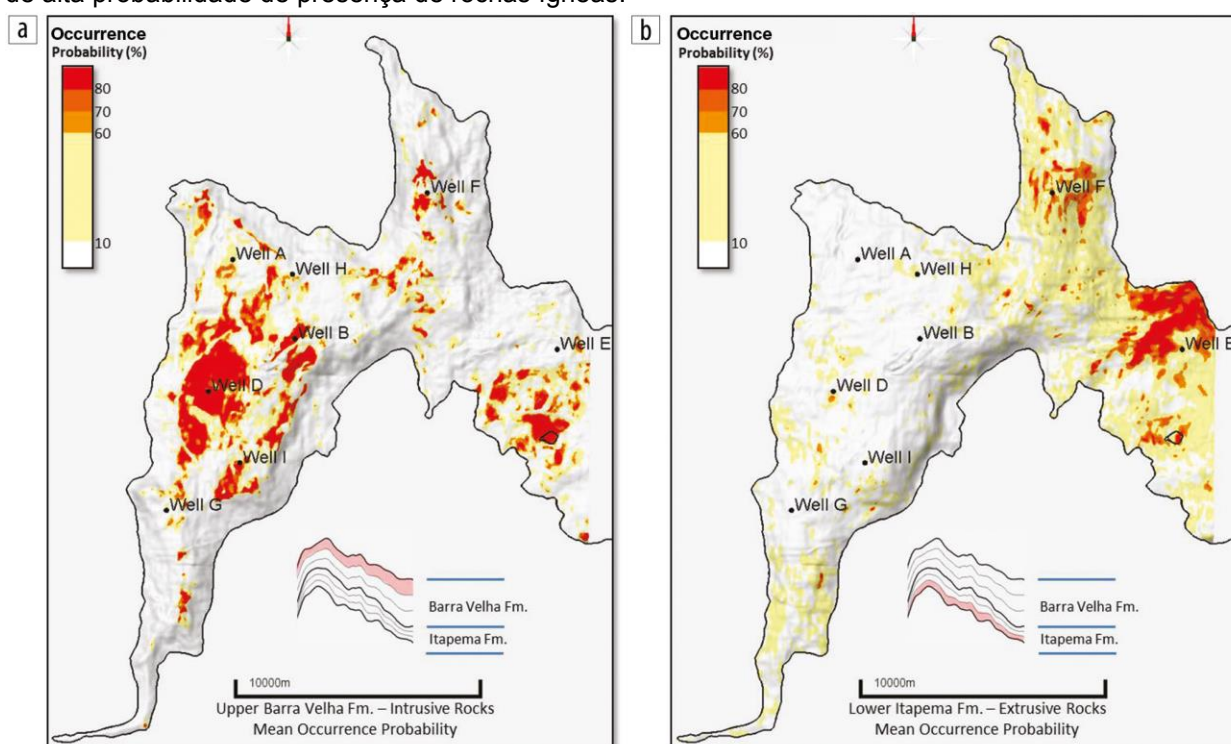 de alta probabilidade de presença de rochas ígneas.
a
Occurrence
Probability (%)
80
70
60
10
Well F
Well A
Well H
Well B
Well E
Well D
Well I
Well G
Barra Velha Fm.
Itapema Fm.
10000m
Upper Barra Velha Fm. – Intrusive Rocks
Mean Occurrence Probability
b
Occurrence
Probability (%)
80
70
60
10
Well F
Well A
Well H
Well B
Well E
Well D
Well I
Well G
Barra Velha Fm.
Itapema Fm.
10000m
Lower Itapema Fm. – Extrusive Rocks
Mean Occurrence Probability